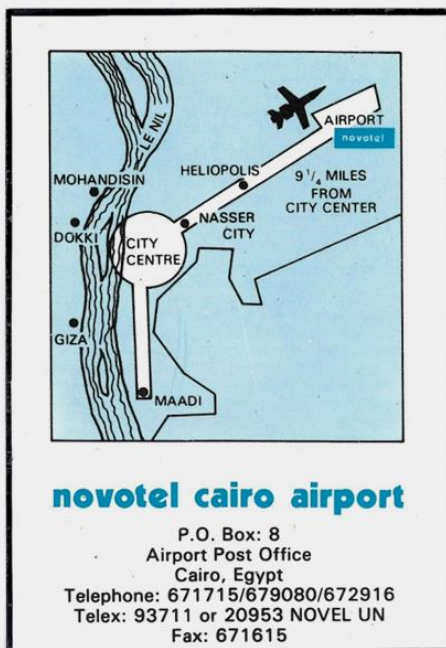 LE NIL
AIRPORT
novotel
HELIOPOLIS
9 1/4 MILES
FROM
CITY CENTER
MOHANDISIN
NASSER
CITY
DOKKI
CITY
CENTRE
GIZA
MAADI
novotel cairo airport
P.O. Box: 8
Airport Post Office
Cairo, Egypt
Telephone: 671715/679080/672916
Telex: 93711 or 20953 NOVEL UN
Fax: 671615